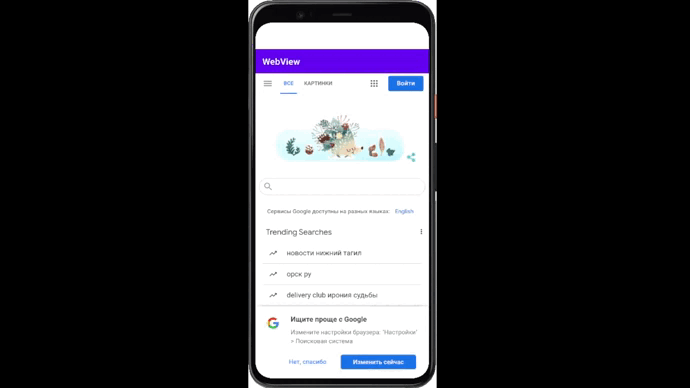 WebView
ВСЕ КАРТИНКИ Войти
Сервисы Google доступны на разных языках: English
Trending Searches
новости нижний тагил
орск ру
delivery club ирония судьбы
Ищите проще с Google
Измените настройки браузера: "Настройки"
> Поисковая система
Нет, спасибо Изменить сейчас